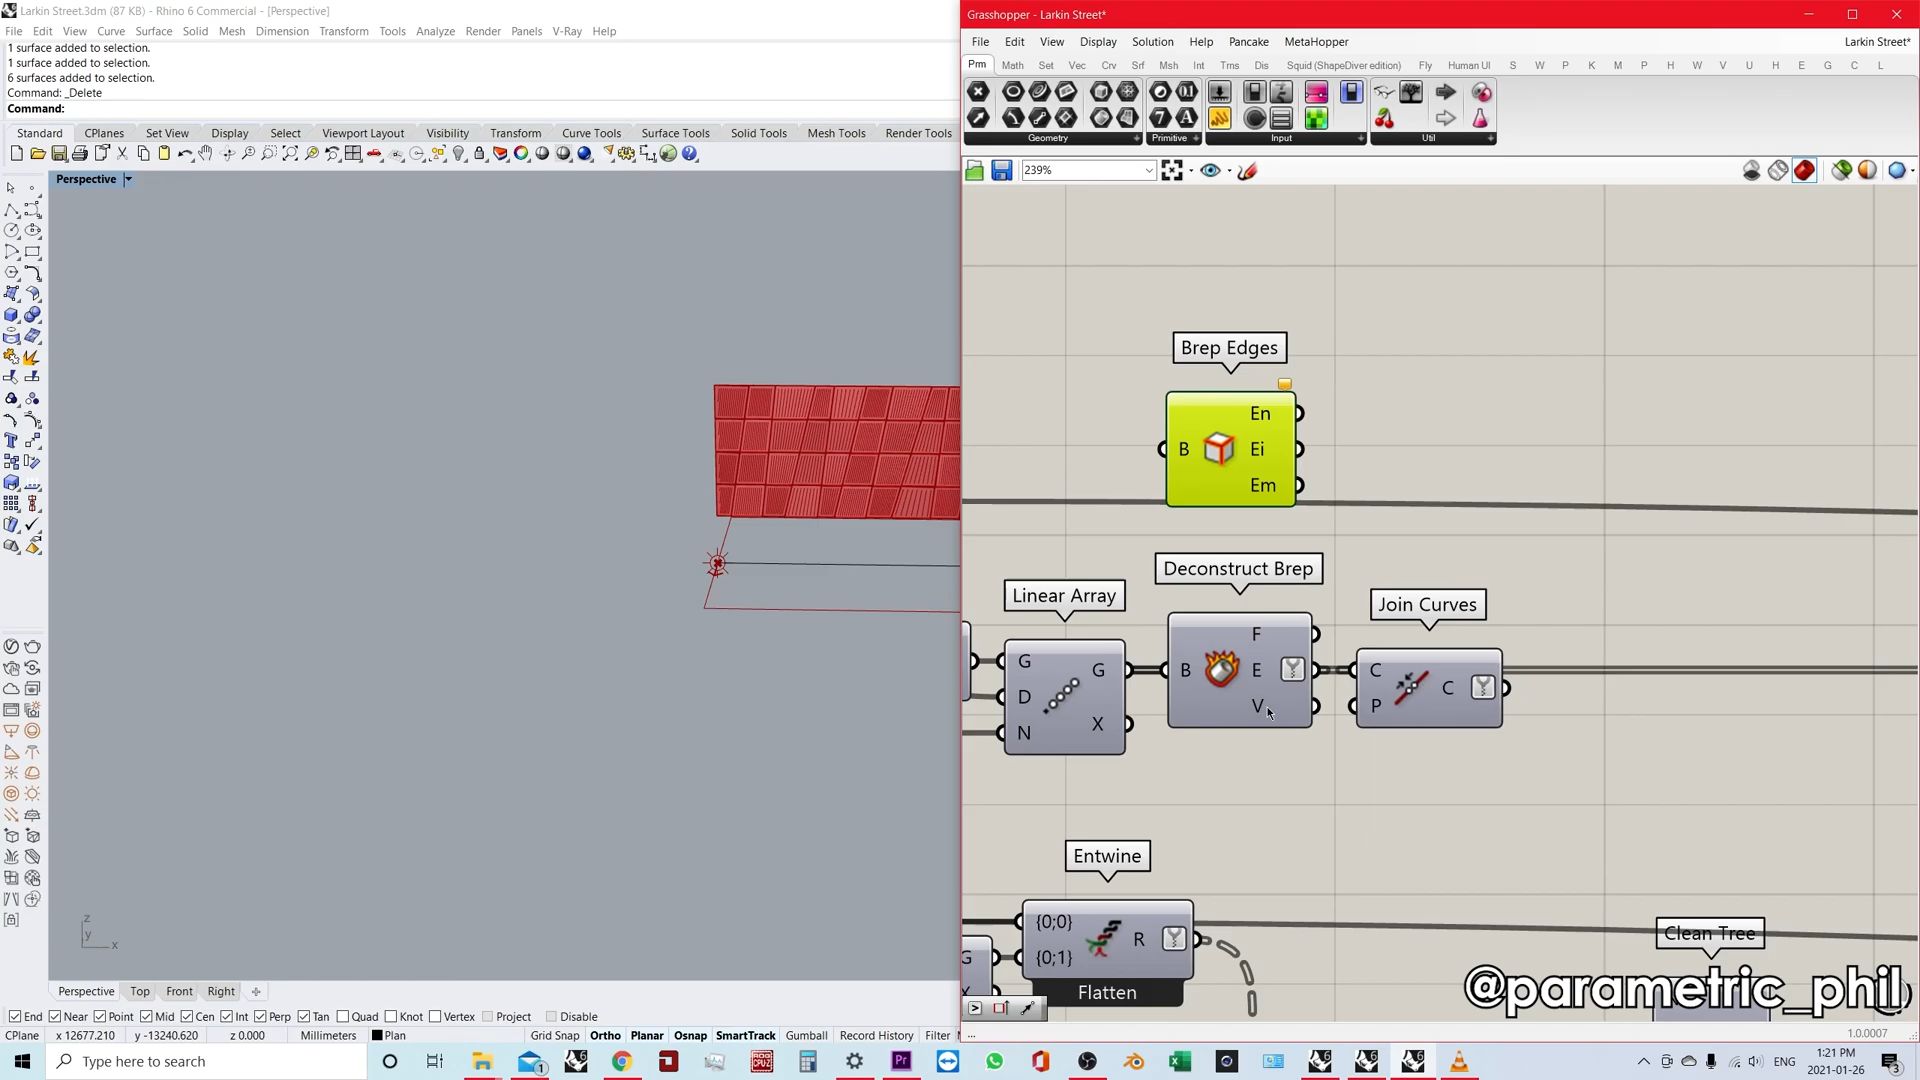 Larkin Street.3dm (87 KB) - Rhino 6 Commercial - [Perspective]
File Edit View Curve Surface Solid Mesh Dimension Transform Tools Analyze Render Panels V-Ray Help
1 surface added to selection.
1 surface added to selection.
6 surfaces added to selection.
Command: _Delete
Command:
Standard CPlanes Set View Display Select Viewport Layout Visibility Transform Curve Tools Surface Tools Solid Tools Mesh Tools Render Tools
Perspective
z
y
x
Perspective Top Front Right
End Near Point Mid Cen Int Perp Tan Quad Knot Vertex Project Disable
CPlane x 12677.210 y -13240.620 z 0.000 Millimeters Plan Grid Snap Ortho Planar Osnap SmartTrack Gumball Record History Filter
Grasshopper - Larkin Street*
File Edit View Display Solution Help Pancake MetaHopper Larkin Street*
Prm Math Set Vec Crv Srf Msh Int Trns Dis Squid (ShapeDiver edition) Fly Human UI S W P K M P H W V U H E G C L
Geometry Primitive Input Util
239%
Brep Edges
B
En
Ei
Em
Linear Array
G
D
N
G
X
Deconstruct Brep
B
F
E
V
Join Curves
C
P
C
Entwine
{0;0}
{0;1}
R
Flatten
G
Clean Tree
@parametric_phil
...
1.0.0007
Type here to search
ENG
1:21 PM
2021-01-26